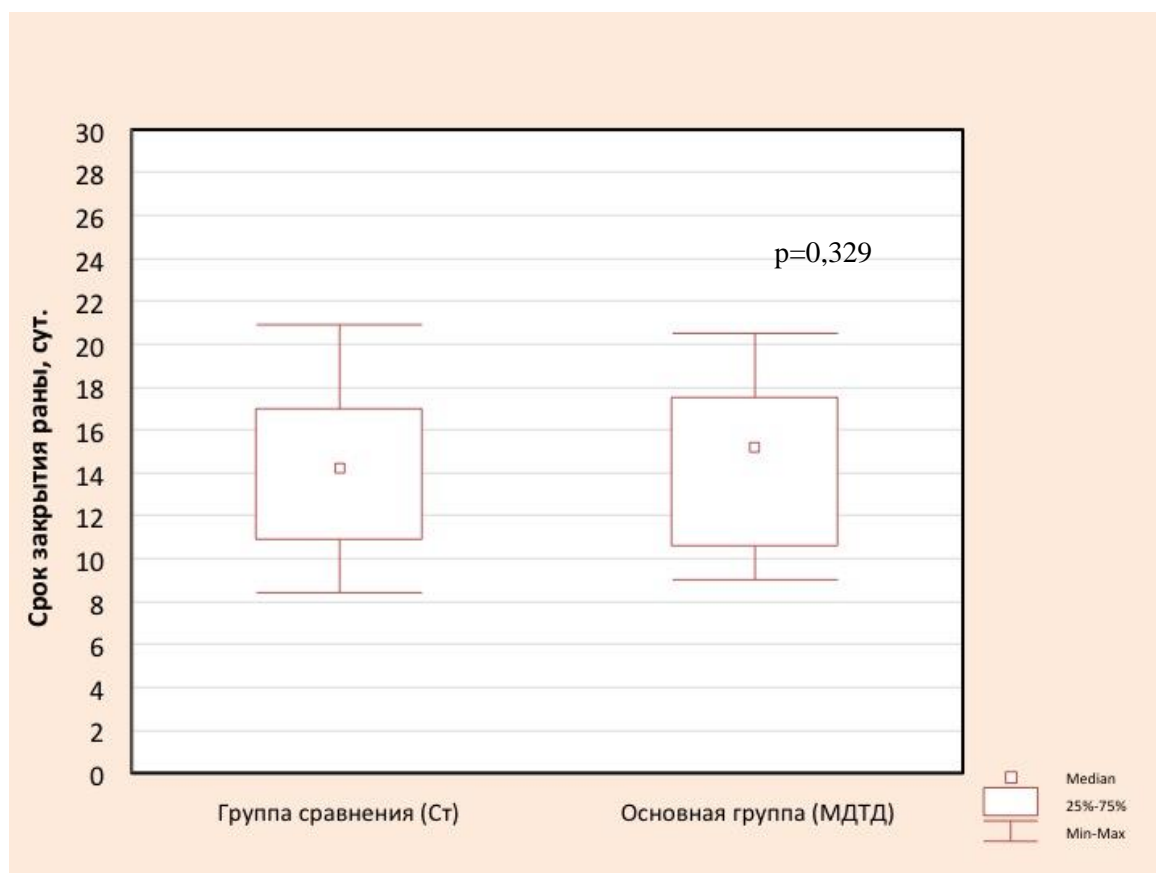 30
28
26
24
22
20
18
16
14
12
10
8
6
4
2
0
Срок закрытия раны, сут.
p=0,329
Группа сравнения (Ст)
Основная группа (МДТД)
Median
25%-75%
Min-Max